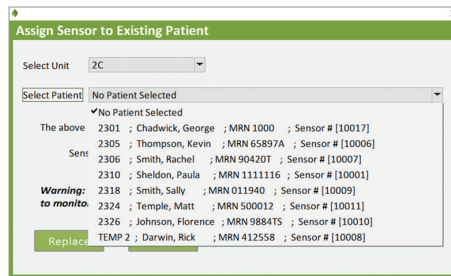 Assign Sensor to Existing Patient
Select Unit 2C
Select Patient No Patient Selected
✔No Patient Selected
2301 ; Chadwick, George ; MRN 1000 ; Sensor # [10017]
The above
2305 ; Thompson, Kevin ; MRN 65897A ; Sensor # [10006]
2306 ; Smith, Rachel ; MRN 90420T ; Sensor # [10007]
Sens
2310 ; Sheldon, Paula ; MRN 1111116 ; Sensor # [10001]
Warning:
2318 ; Smith, Sally ; MRN 011940 ; Sensor # [10009]
to monito
2324 ; Temple, Matt ; MRN 500012 ; Sensor # [10011]
2326 ; Johnson, Florence ; MRN 9884TS ; Sensor # [10010]
Replace
TEMP 2 ; Darwin, Rick ; MRN 412558 ; Sensor # [10008]